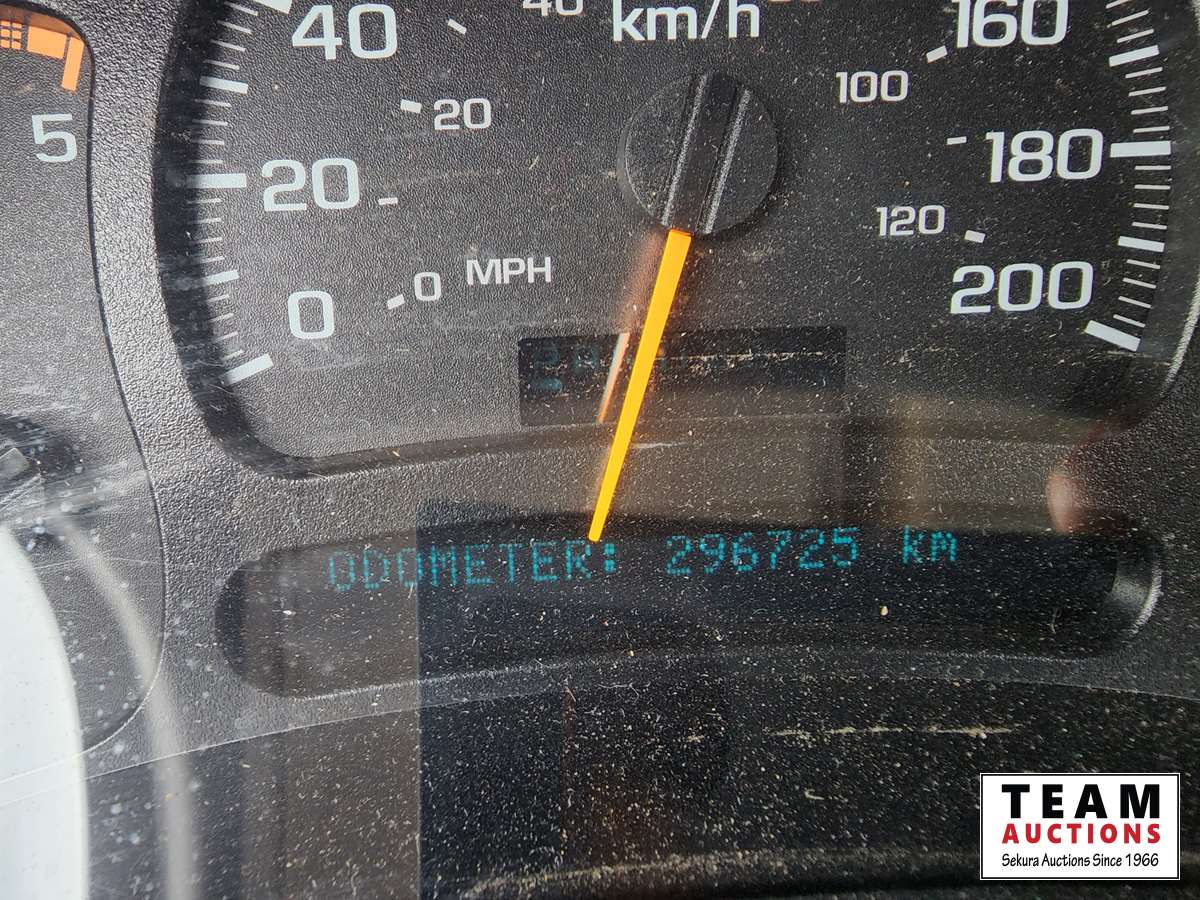 40 km/h 160
40
20 100
5
20 180
120
0 0 MPH 200
ODOMETER: 296725 km
TEAM
AUCTIONS
Sekura Auctions Since 1966